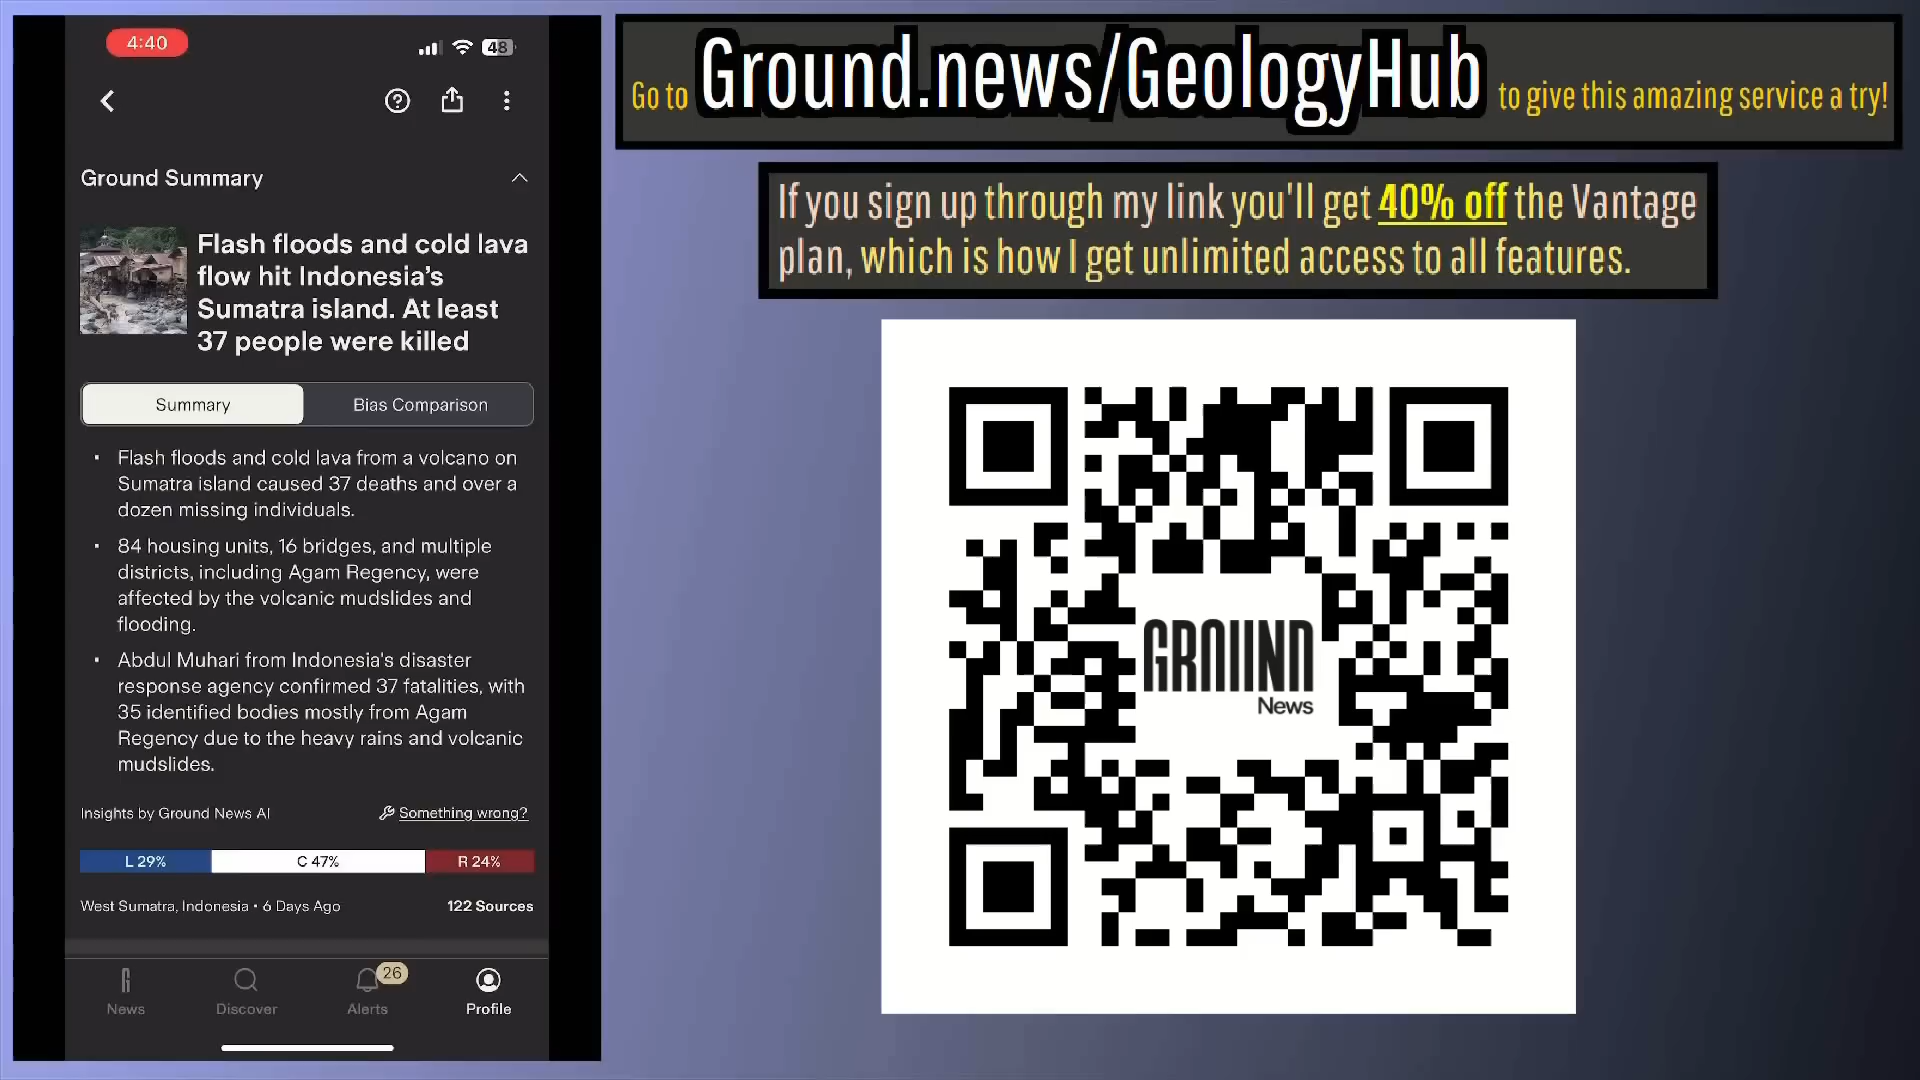 4:40
48
Ground Summary
Flash floods and cold lava
flow hit Indonesia’s
Sumatra island. At least
37 people were killed
Summary
Bias Comparison
· Flash floods and cold lava from a volcano on
Sumatra island caused 37 deaths and over a
dozen missing individuals.
· 84 housing units, 16 bridges, and multiple
districts, including Agam Regency, were
affected by the volcanic mudslides and
flooding.
· Abdul Muhari from Indonesia's disaster
response agency confirmed 37 fatalities, with
35 identified bodies mostly from Agam
Regency due to the heavy rains and volcanic
mudslides.
Insights by Ground News AI
Something wrong?
L 29%
C 47%
R 24%
West Sumatra, Indonesia • 6 Days Ago
122 Sources
26
News
Discover
Alerts
Profile
Go to Ground.news/GeologyHub to give this amazing service a try!
If you sign up through my link you'll get 40% off the Vantage
plan, which is how I get unlimited access to all features.
GROUND
News